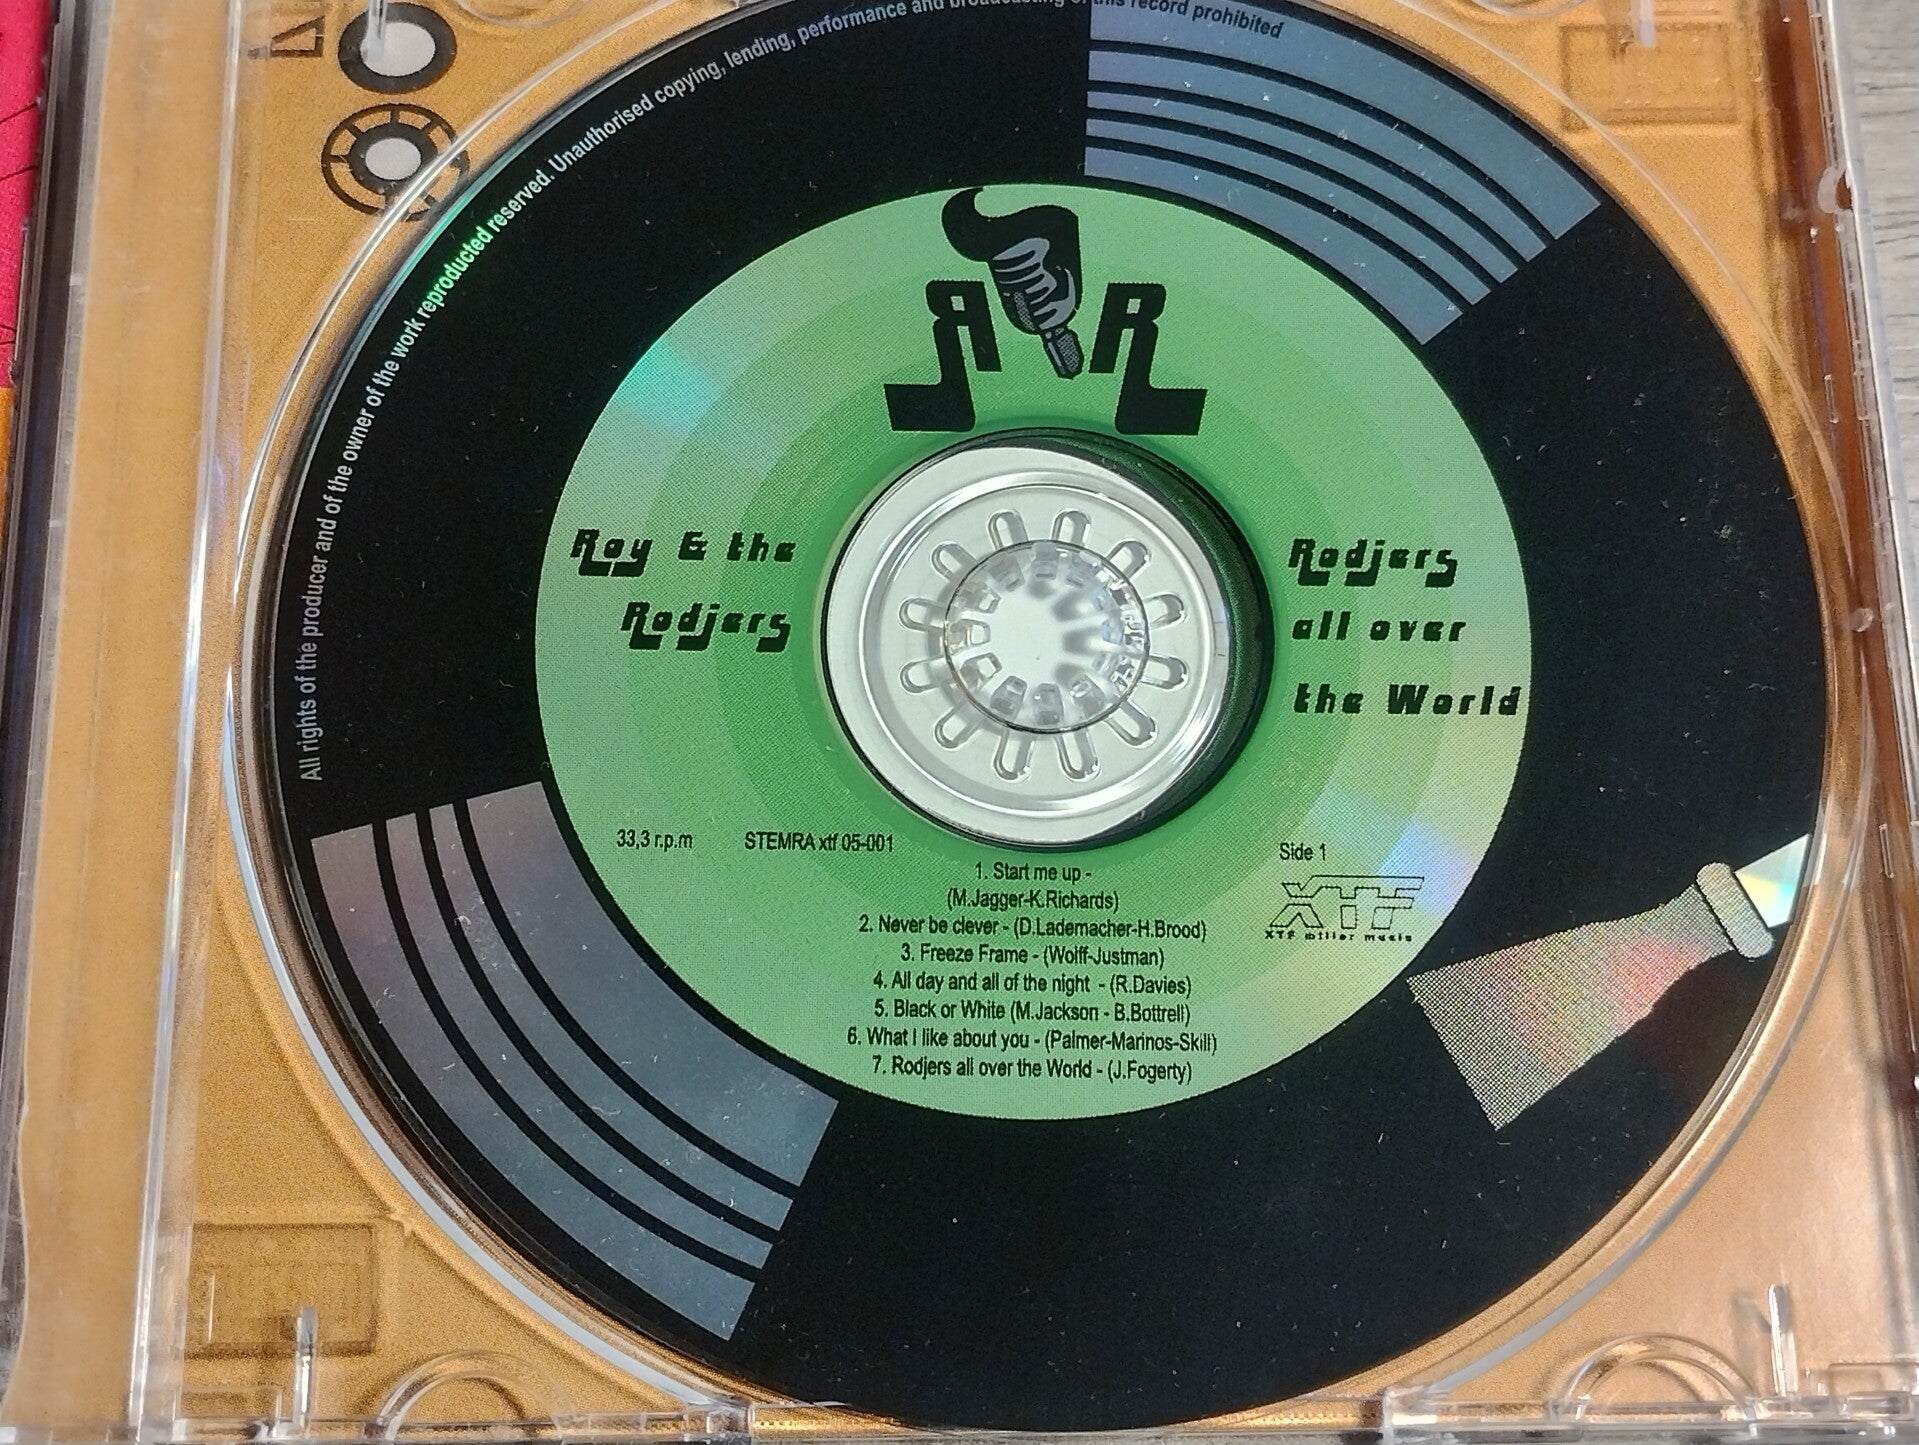 All rights of the producer and of the owner of the work reproduced reserved. Unauthorised copying, lending, performance and broadcasting of this record prohibited
R R
Roy & the
Rodjers
Rodjers
all over
the World
33,3 r.p.m
STEMRA xtf 05-001
Side 1
XTF
XTF miller music
1. Start me up -
(M.Jagger-K.Richards)
2. Never be clever - (D.Lademacher-H.Brood)
3. Freeze Frame - (Wolff-Justman)
4. All day and all of the night - (R.Davies)
5. Black or White (M.Jackson - B.Bottrell)
6. What I like about you - (Palmer-Marinos-Skill)
7. Rodjers all over the World - (J.Fogerty)